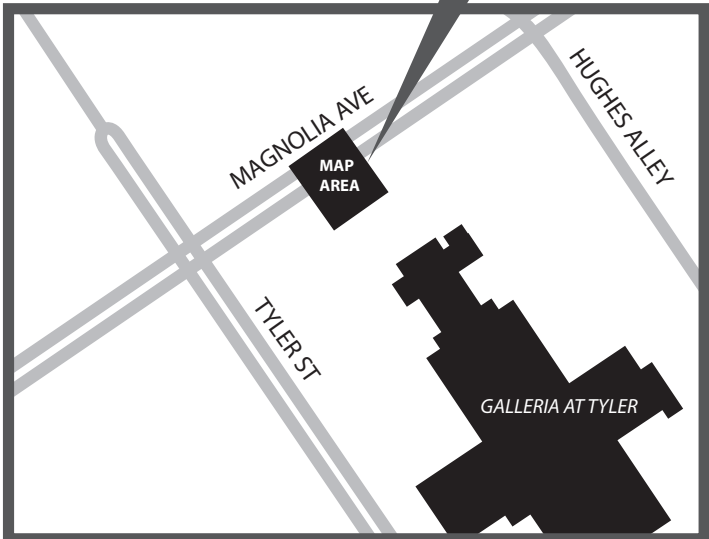 HUGHES ALLEY
MAGNOLIA AVE
MAP
AREA
TYLER ST
GALLERIA AT TYLER